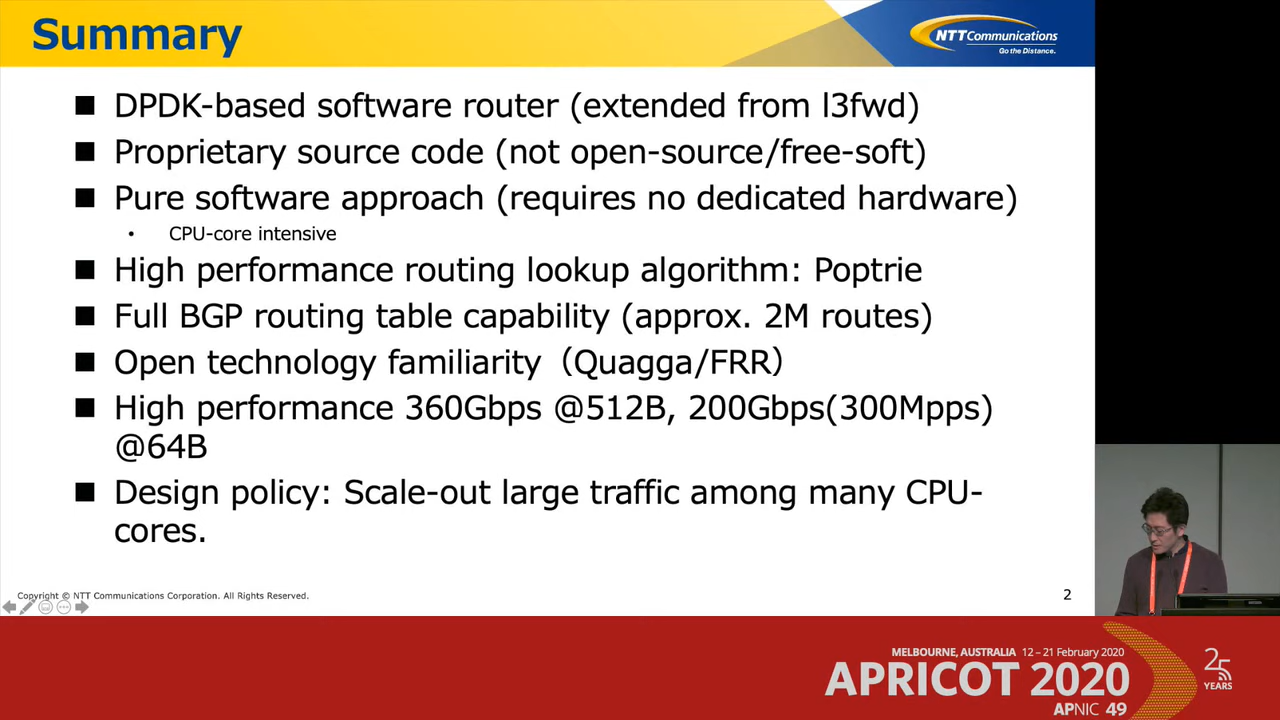 Summary
NTT Communications
Go the Distance.
■ DPDK-based software router (extended from l3fwd)
■ Proprietary source code (not open-source/free-soft)
■ Pure software approach (requires no dedicated hardware)
• CPU-core intensive
■ High performance routing lookup algorithm: Poptrie
■ Full BGP routing table capability (approx. 2M routes)
■ Open technology familiarity（Quagga/FRR）
■ High performance 360Gbps @512B, 200Gbps(300Mpps)
@64B
■ Design policy: Scale-out large traffic among many CPU-
cores.
Copyright © NTT Communications Corporation. All Rights Reserved.
2
MELBOURNE, AUSTRALIA 12 – 21 February 2020
APRICOT 2020
APNIC 49
25
YEARS